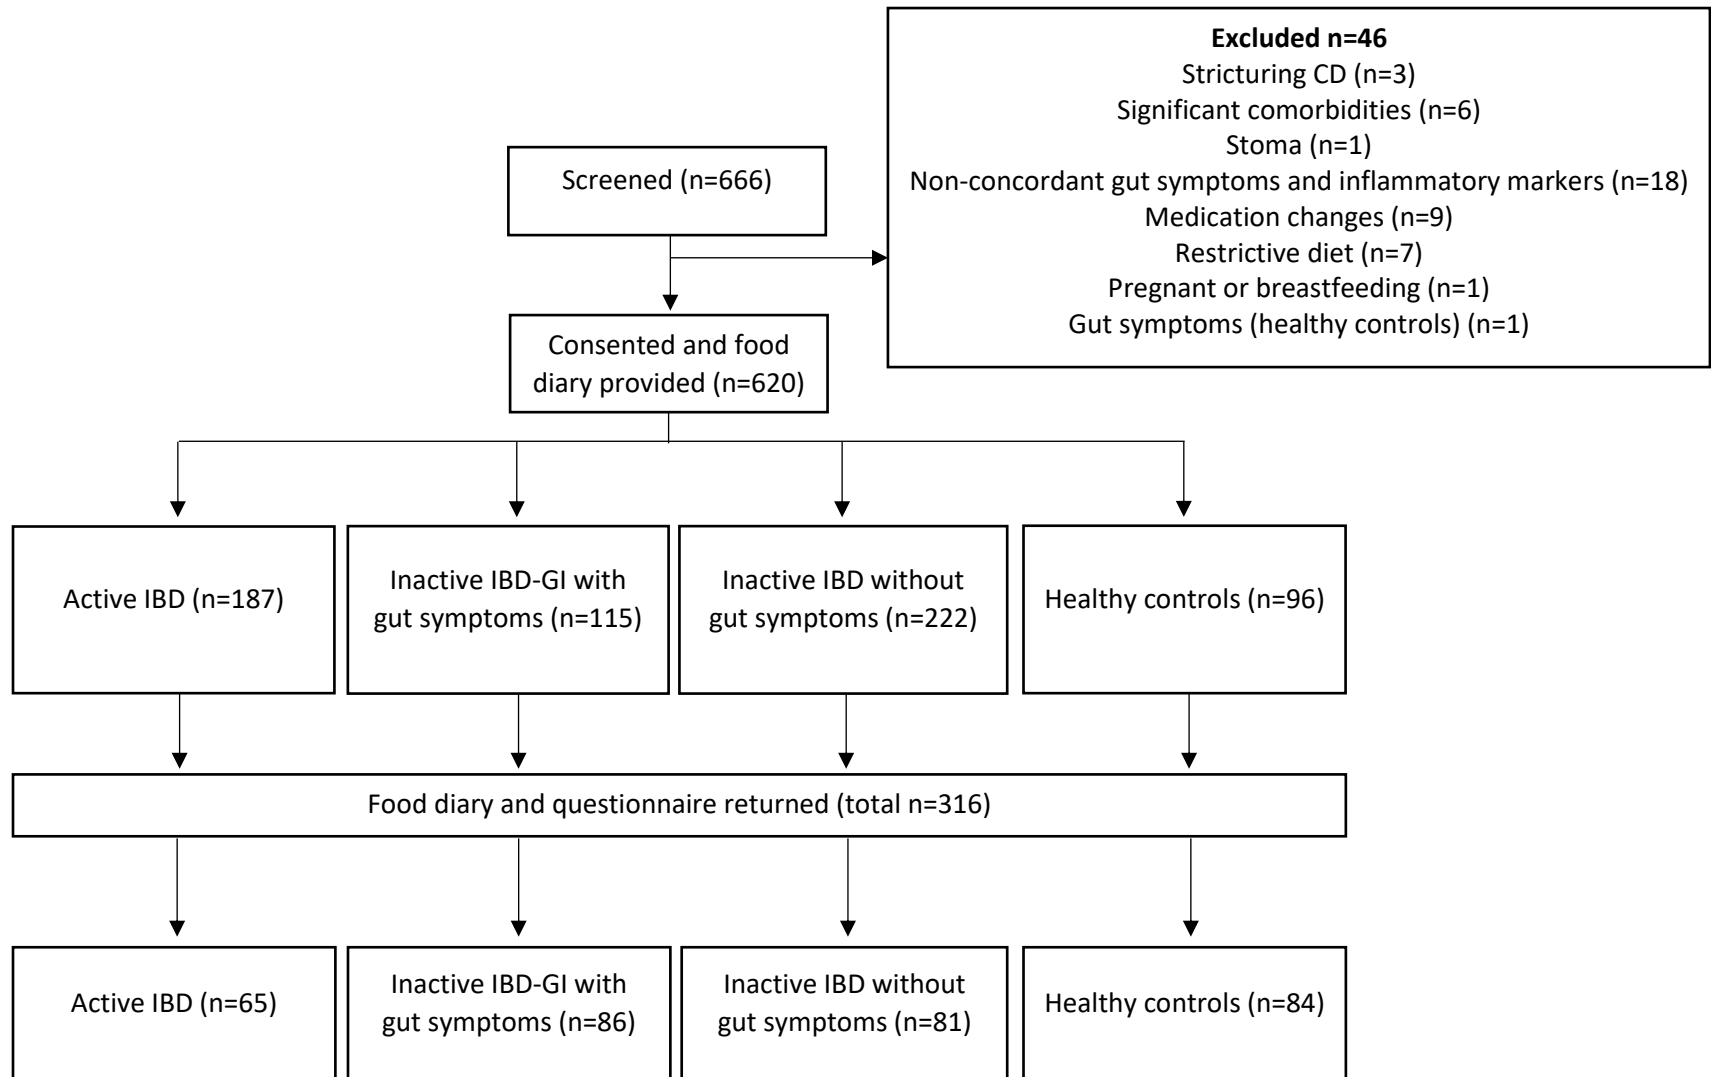 Excluded n=46
Stricturing CD (n=3)
Significant comorbidities (n=6)
Stoma (n=1)
Non-concordant gut symptoms and inflammatory markers (n=18)
Medication changes (n=9)
Restrictive diet (n=7)
Pregnant or breastfeeding (n=1)
Gut symptoms (healthy controls) (n=1)
Screened (n=666)
Consented and food
diary provided (n=620)
Active IBD (n=187)
Inactive IBD-GI with
gut symptoms (n=115)
Inactive IBD without
gut symptoms (n=222)
Healthy controls (n=96)
Food diary and questionnaire returned (total n=316)
Active IBD (n=65)
Inactive IBD-GI with
gut symptoms (n=86)
Inactive IBD without
gut symptoms (n=81)
Healthy controls (n=84)